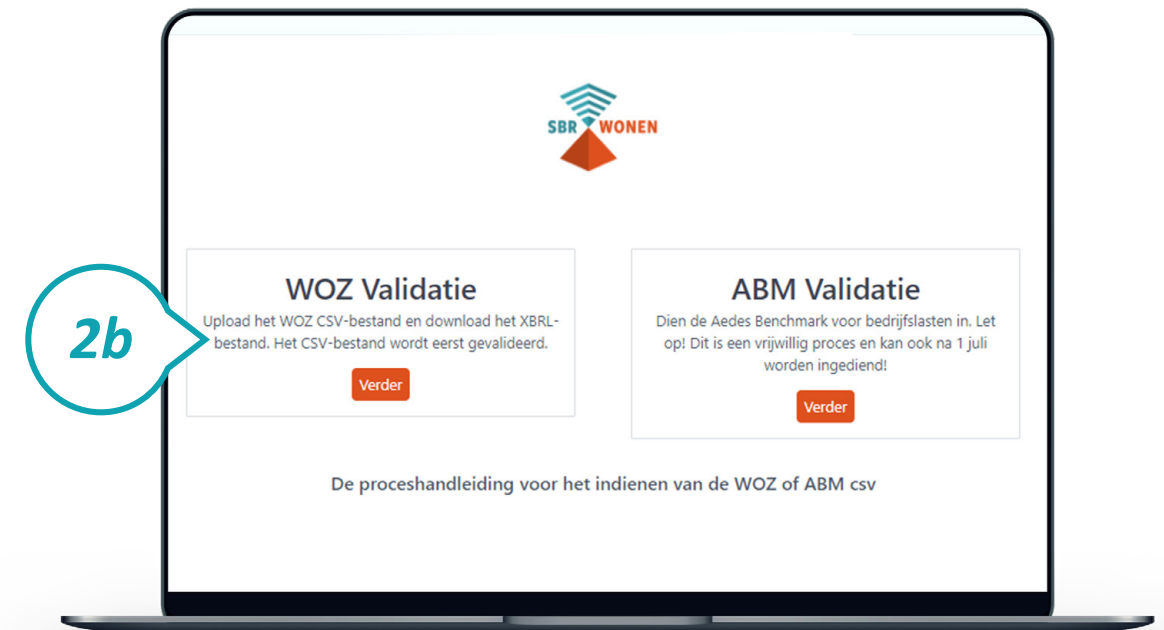 SBR WONEN
2b
WOZ Validatie
Upload het WOZ CSV-bestand en download het XBRL-
bestand. Het CSV-bestand wordt eerst gevalideerd.
Verder
ABM Validatie
Dien de Aedes Benchmark voor bedrijfslasten in. Let
op! Dit is een vrijwillig proces en kan ook na 1 juli
worden ingediend!
Verder
De proceshandleiding voor het indienen van de WOZ of ABM csv